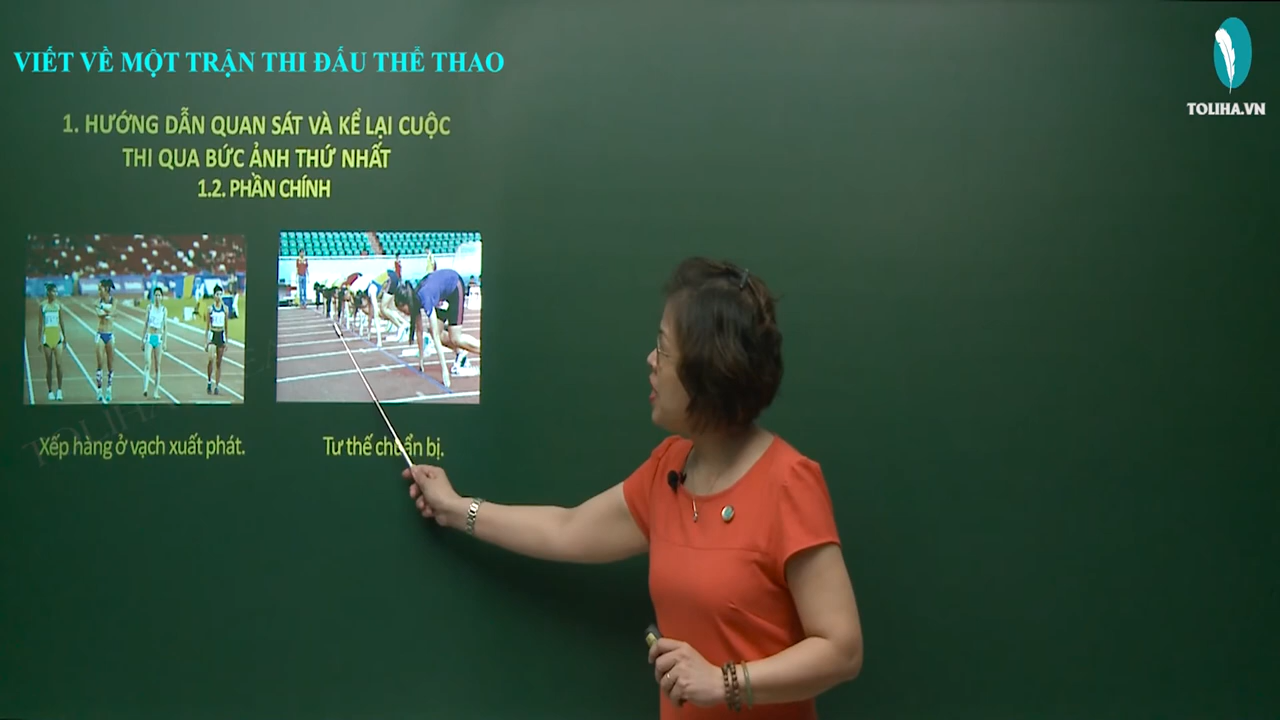 VIẾT VỀ MỘT TRẬN THI ĐẤU THỂ THAO
TOLIHA.VN
1. HƯỚNG DẪN QUAN SÁT VÀ KỂ LẠI CUỘC
THI QUA BỨC ẢNH THỨ NHẤT
1.2. PHẦN CHÍNH
TOLIHA
Xếp hàng ở vạch xuất phát.
Tư thế chuẩn bị.